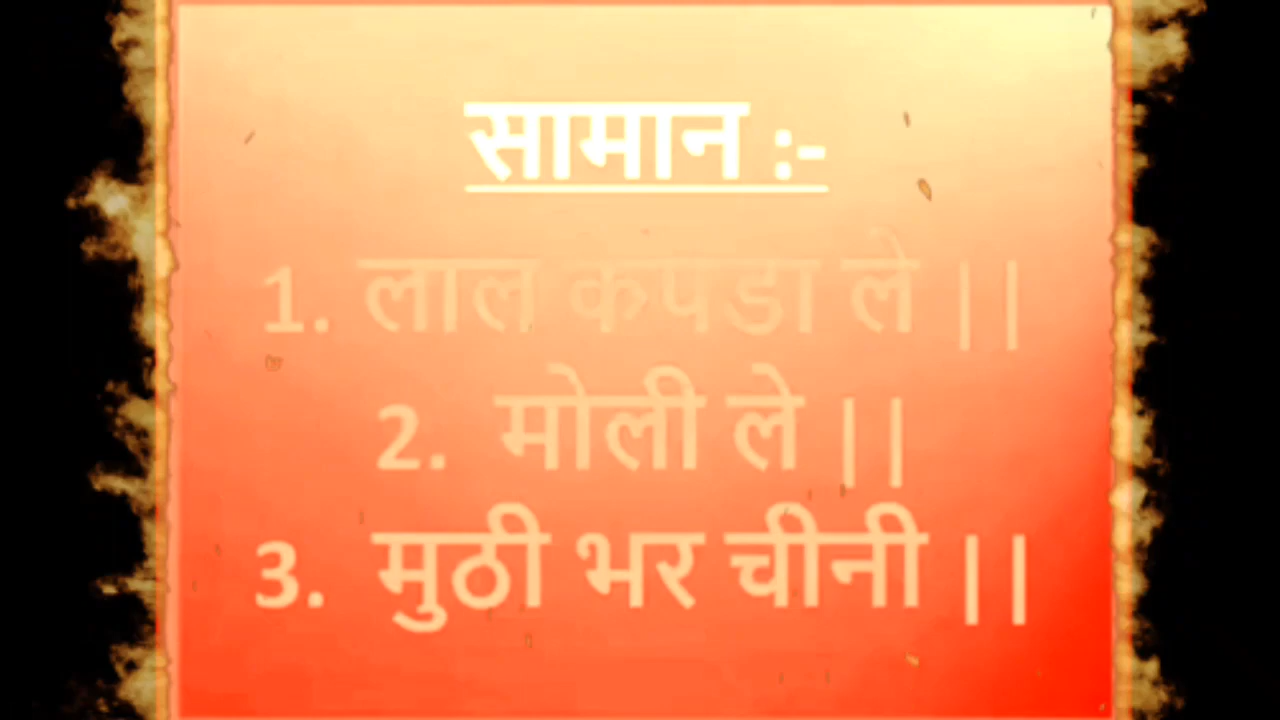 सामान :-
1. लाल कपडा ले ||
2. मोली ले ||
3. मुठी भर चीनी ||